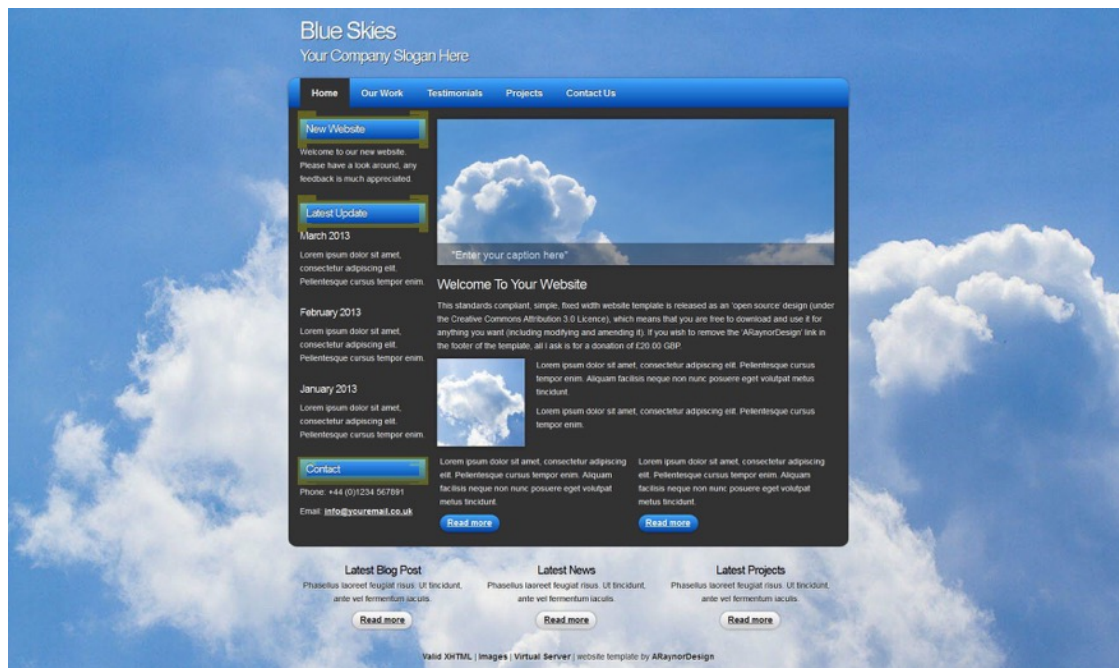 Blue Skies
Your Company Slogan Here
Home Our Work Testimonials Projects Contact Us
New Website
Welcome to our new website.
Please have a look around, any
feedback is much appreciated.
Latest Update
March 2013
Lorem ipsum dolor sit amet,
consectetur adipiscing elit.
Pellentesque cursus tempor enim.
February 2013
Lorem ipsum dolor sit amet,
consectetur adipiscing elit.
Pellentesque cursus tempor enim.
January 2013
Lorem ipsum dolor sit amet,
consectetur adipiscing elit.
Pellentesque cursus tempor enim.
Contact
Phone: +44 (0)1234 567891
Email: info@youremail.co.uk
"Enter your caption here"
Welcome To Your Website
This standards compliant, simple, fixed width website template is released as an 'open source' design (under
the Creative Commons Attribution 3.0 Licence), which means that you are free to download and use it for
anything you want (including modifying and amending it). If you wish to remove the 'ARaynorDesign' link in
the footer of the template, all I ask is for a donation of £20.00 GBP.
Lorem ipsum dolor sit amet, consectetur adipiscing elit. Pellentesque cursus
tempor enim. Aliquam facilisis neque non nunc posuere eget volutpat metus
tincidunt.
Lorem ipsum dolor sit amet, consectetur adipiscing elit. Pellentesque cursus
tempor enim.
Lorem ipsum dolor sit amet, consectetur adipiscing
elit. Pellentesque cursus tempor enim. Aliquam
facilisis neque non nunc posuere eget volutpat
metus tincidunt.
Read more
Lorem ipsum dolor sit amet, consectetur adipiscing
elit. Pellentesque cursus tempor enim. Aliquam
facilisis neque non nunc posuere eget volutpat
metus tincidunt.
Read more
Latest Blog Post
Phasellus laoreet feugiat risus. Ut tincidunt,
ante vel fermentum iaculis.
Read more
Latest News
Phasellus laoreet feugiat risus. Ut tincidunt,
ante vel fermentum iaculis.
Read more
Latest Projects
Phasellus laoreet feugiat risus. Ut tincidunt,
ante vel fermentum iaculis.
Read more
Valid XHTML | Images | Virtual Server | website template by ARaynorDesign